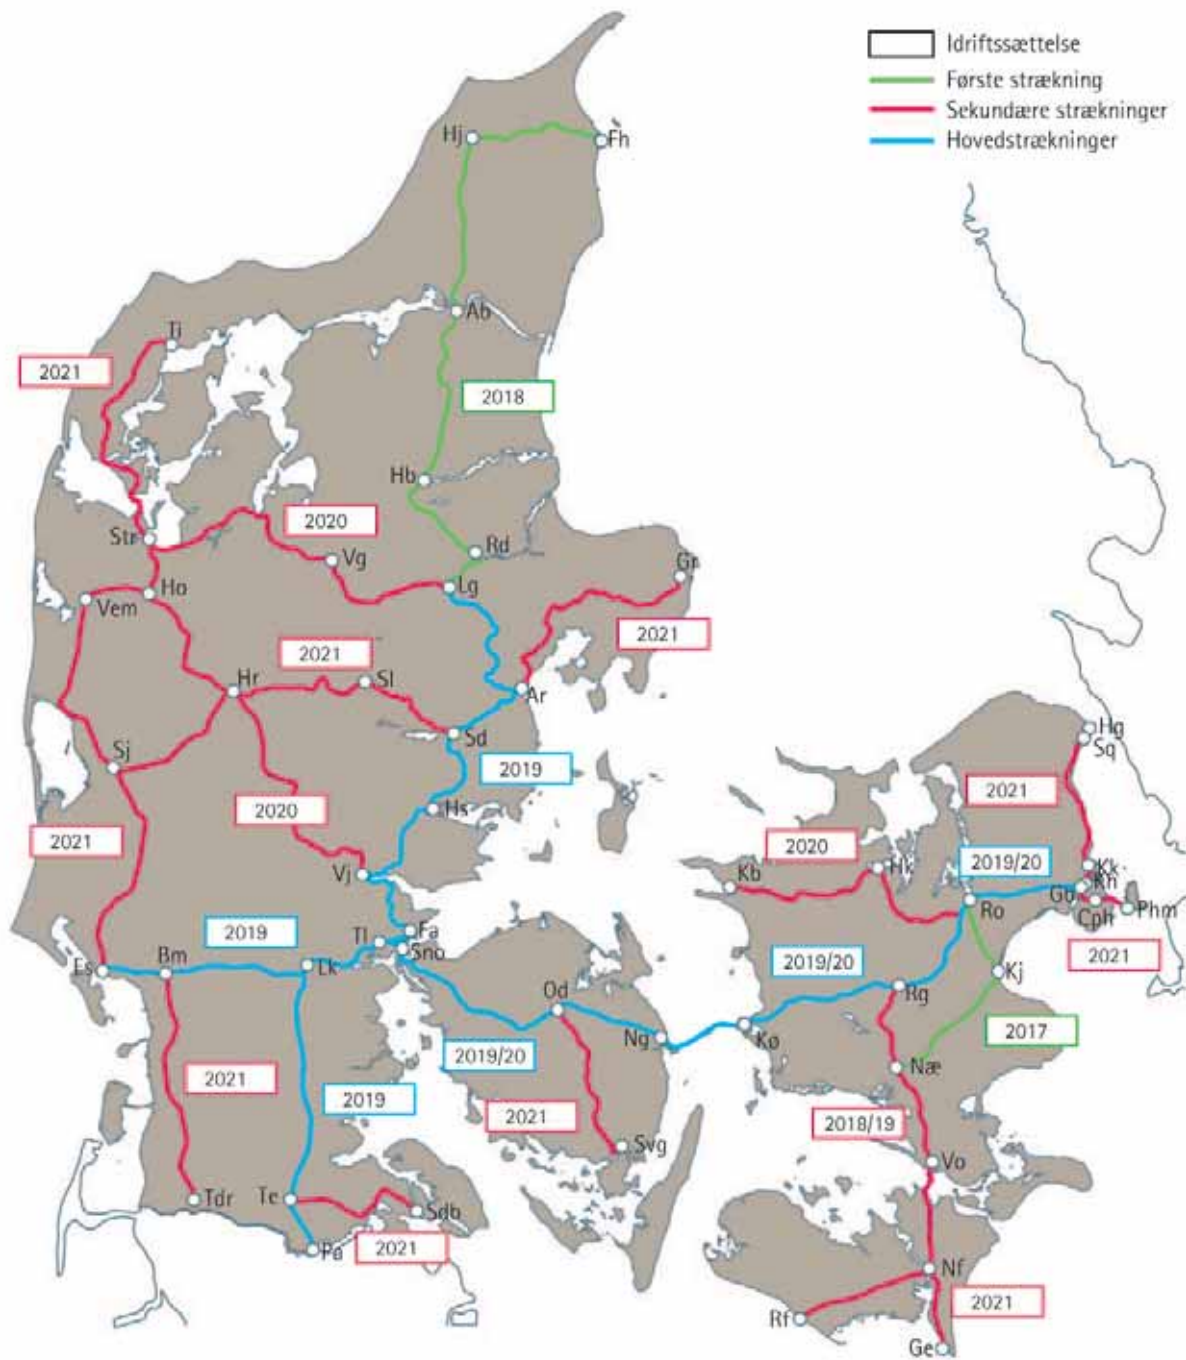 Idriftssættelse
Første strækning
Sekundære strækninger
Hovedstrækninger
Hj
Fh
Ab
Ti
2021
2018
Hb
2020
Str
Vg
Rd
Gr
Ho
Lg
Vem
2021
2021
Hr
Sl
Ar
Sd
Hg
Sq
Sj
2019
2021
2020
Hs
2021
2020
2019/20
Kk
Vj
Kb
Hk
Kh
Gb
Ro
Cph
Phm
Fa
Tl
Sno
2019
2021
Es
Bm
Lk
2019/20
Kj
Od
Rg
Ng
Kø
2017
2019/20
Næ
2021
2019
2021
2018/19
Svg
Vo
Tdr
Te
Sdb
2021
Pa
Nf
2021
Rf
Ge